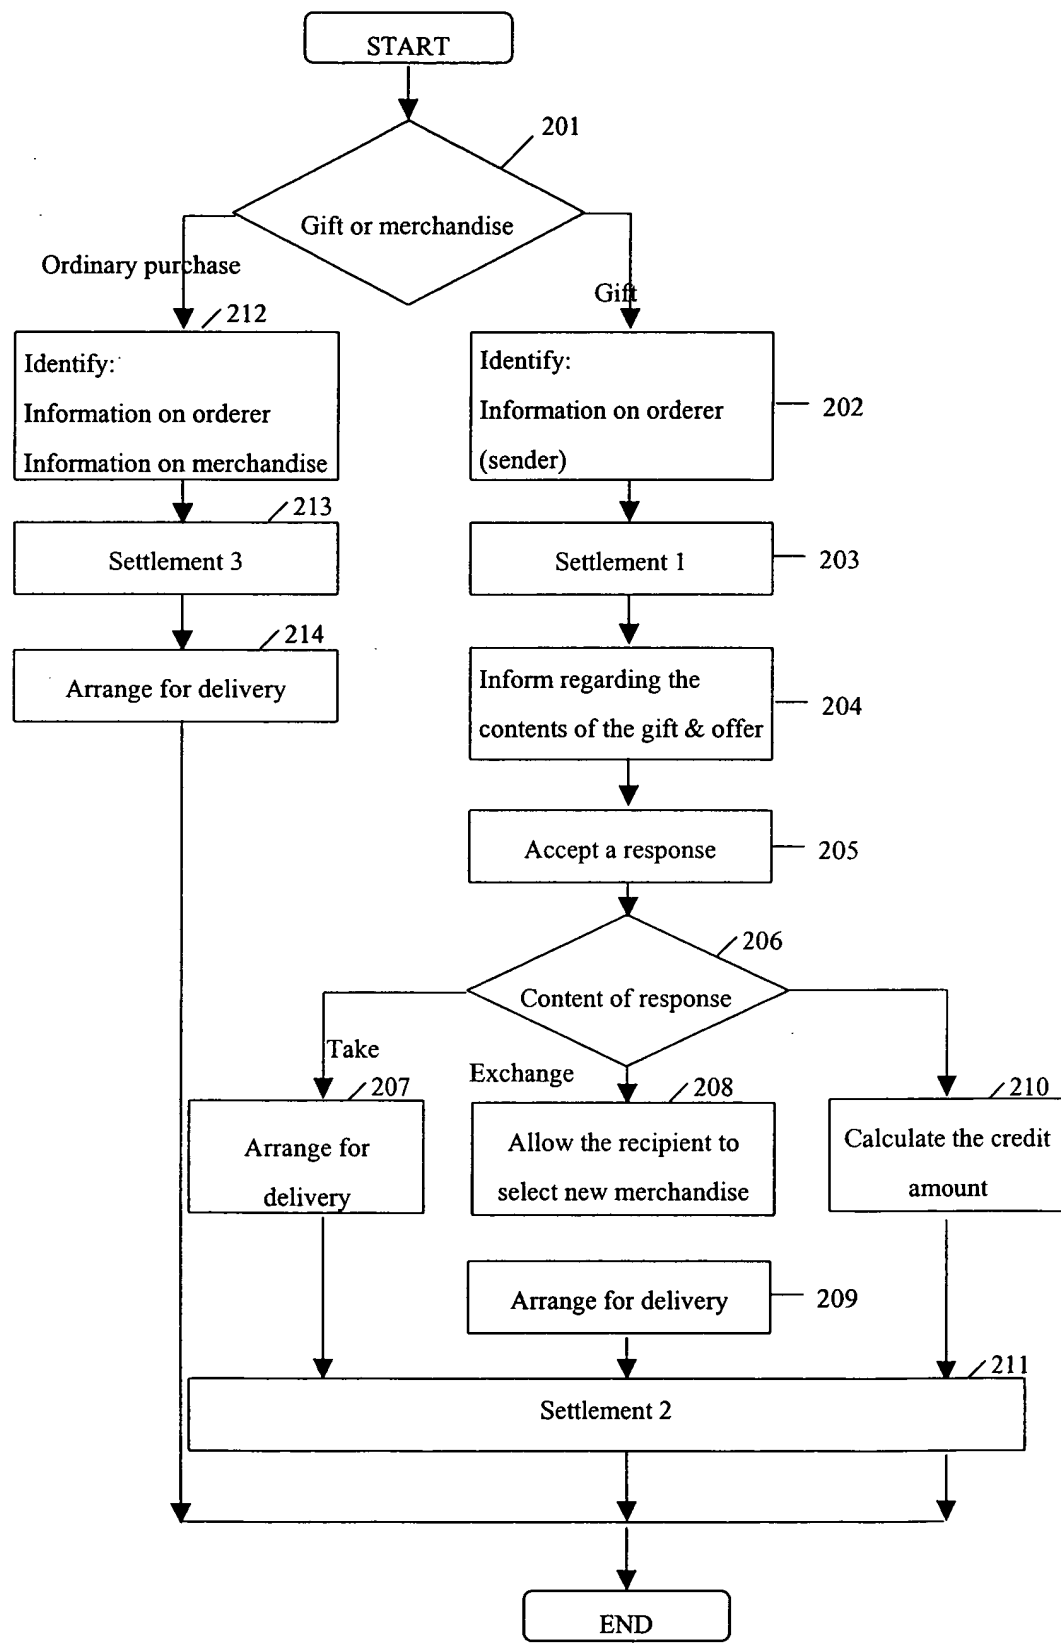 START
201
Gift or merchandise
Ordinary purchase
Gift
212
Identify:
Information on orderer
Information on merchandise
Identify:
Information on orderer
(sender)
202
213
Settlement 3
Settlement 1
203
214
Arrange for delivery
Inform regarding the
contents of the gift & offer
204
Accept a response
205
206
Content of response
Take
Exchange
207
208
210
Arrange for
delivery
Allow the recipient to
select new merchandise
Calculate the credit
amount
Arrange for delivery
209
211
Settlement 2
END